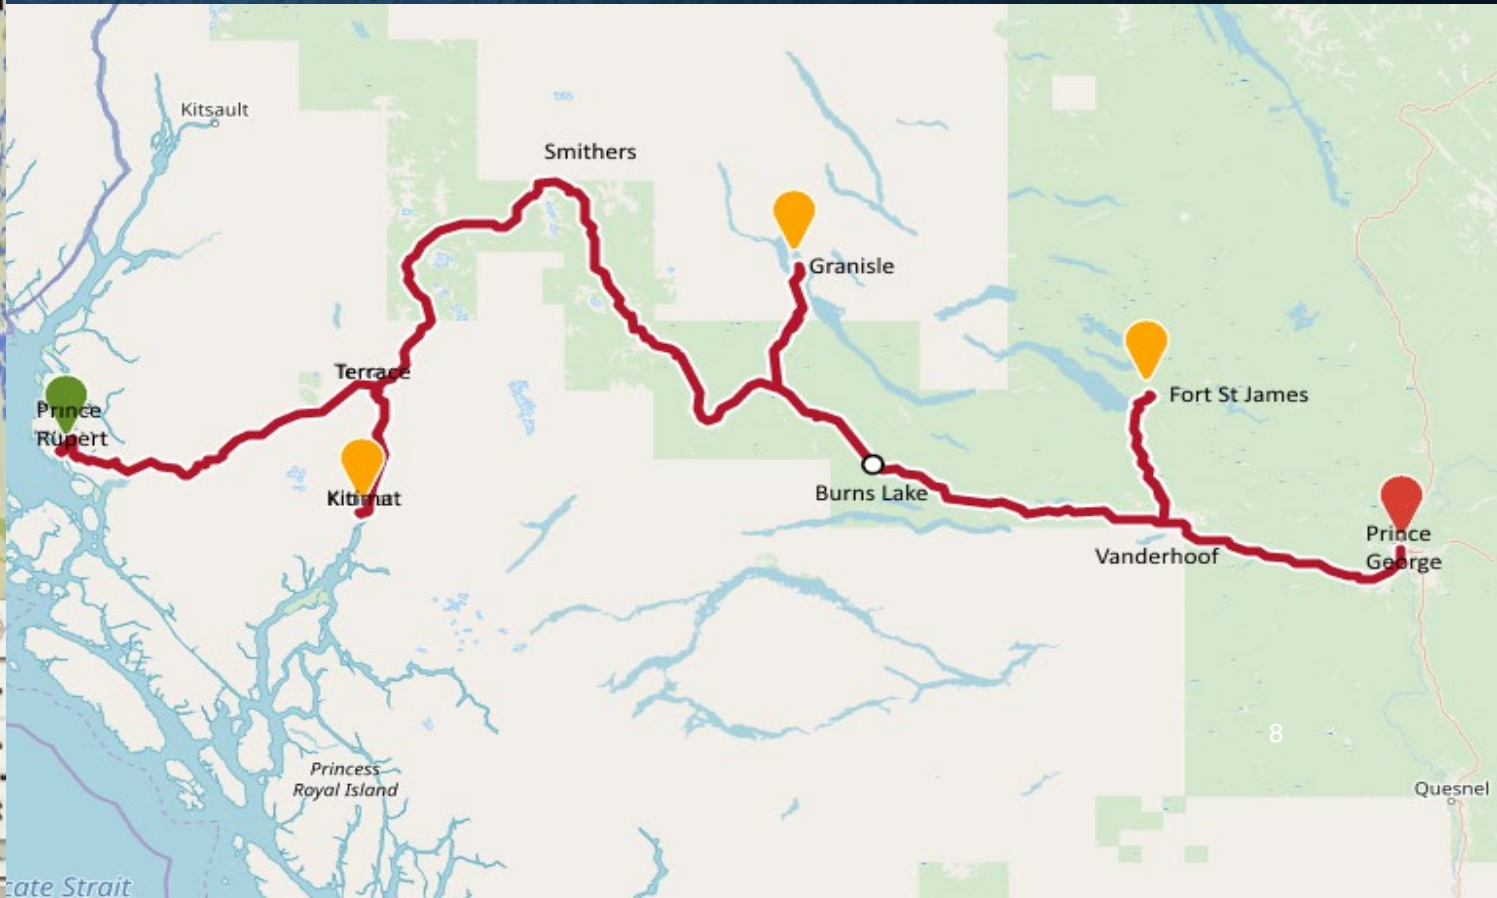 Kitsault
Smithers
Granisle
Terrace
Prince
Rupert
Fort St James
Kitimat
Burns Lake
Prince
George
Vanderhoof
8
Princess
Royal Island
Quesnel
cate Strait